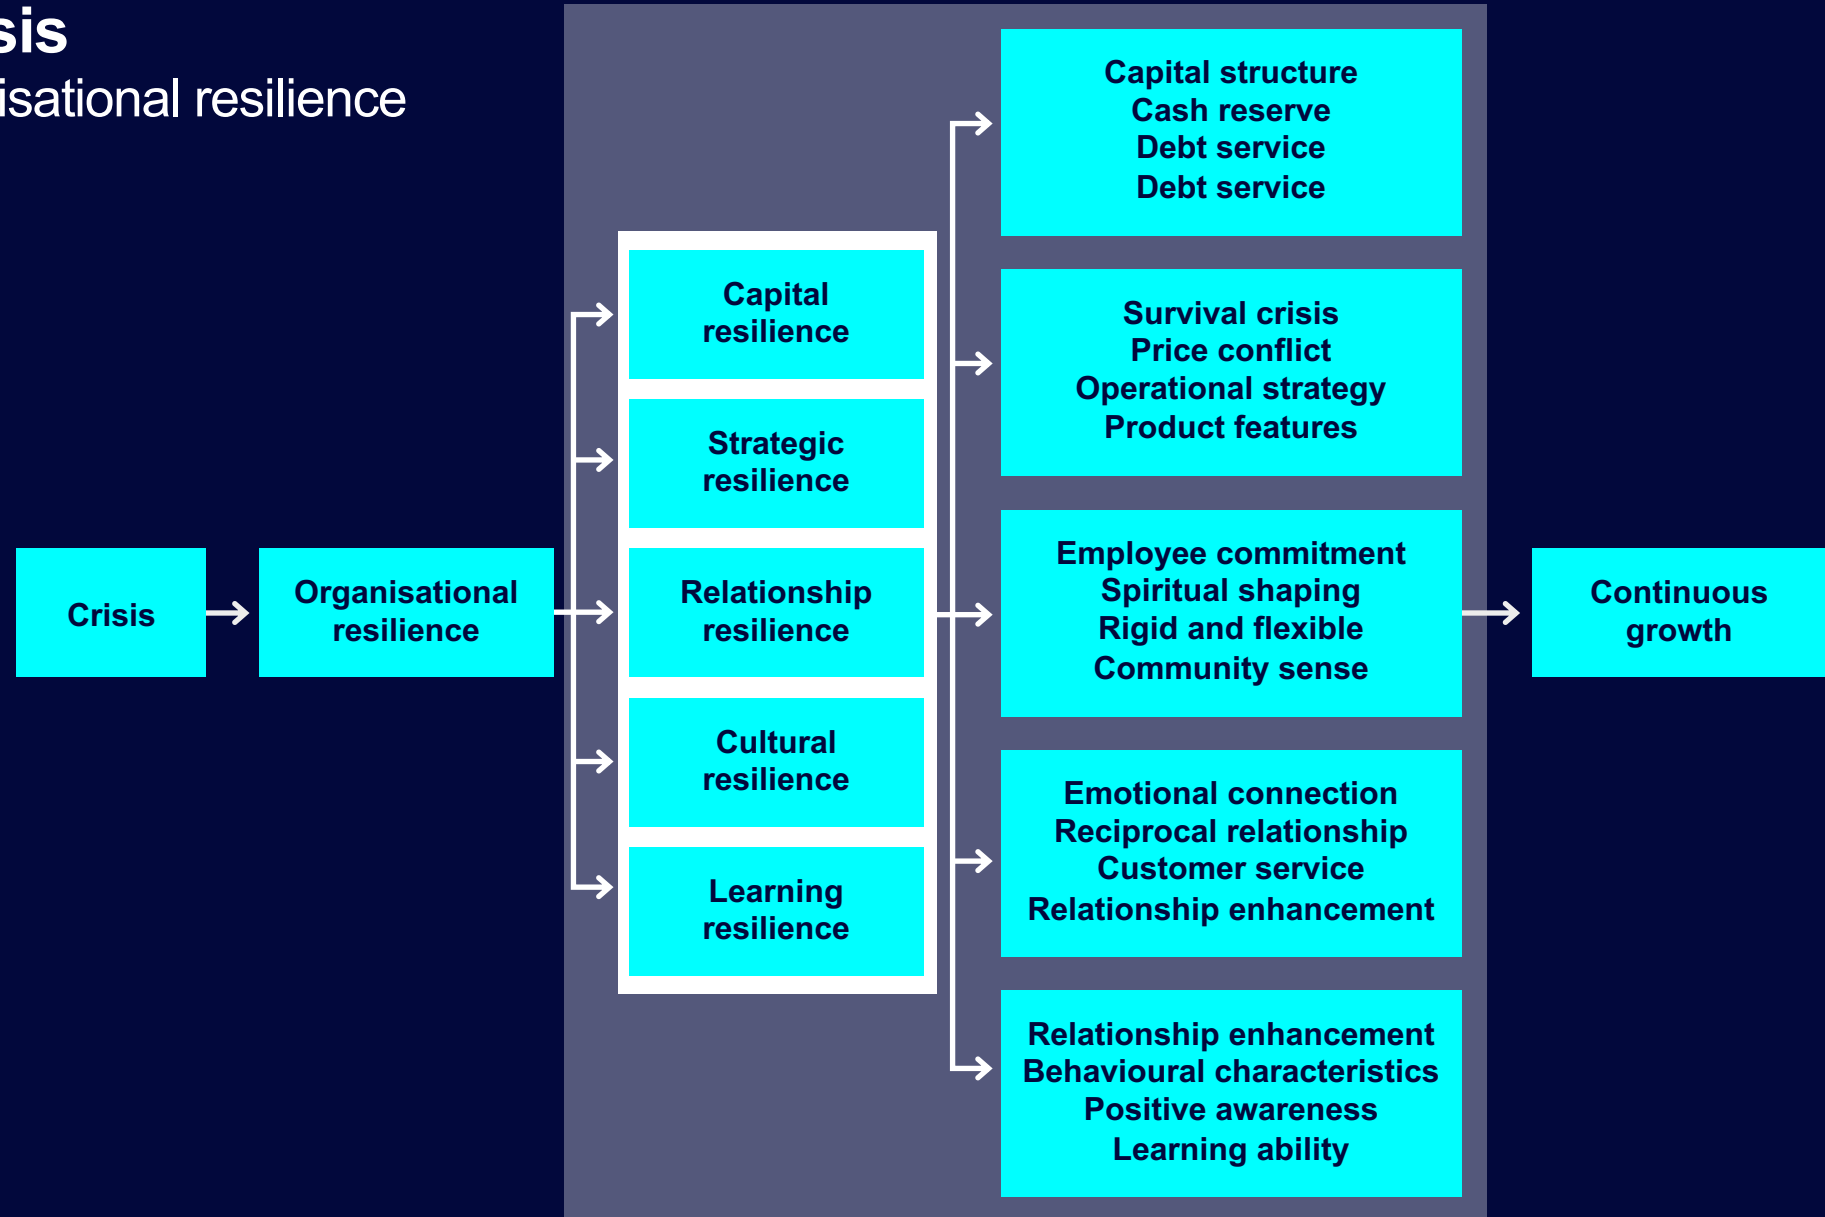 sis
isational resilience
Crisis
Organisational
resilience
Capital
resilience
Strategic
resilience
Relationship
resilience
Cultural
resilience
Learning
resilience
Capital structure
Cash reserve
Debt service
Debt service
Survival crisis
Price conflict
Operational strategy
Product features
Employee commitment
Spiritual shaping
Rigid and flexible
Community sense
Emotional connection
Reciprocal relationship
Customer service
Relationship enhancement
Relationship enhancement
Behavioural characteristics
Positive awareness
Learning ability
Continuous
growth